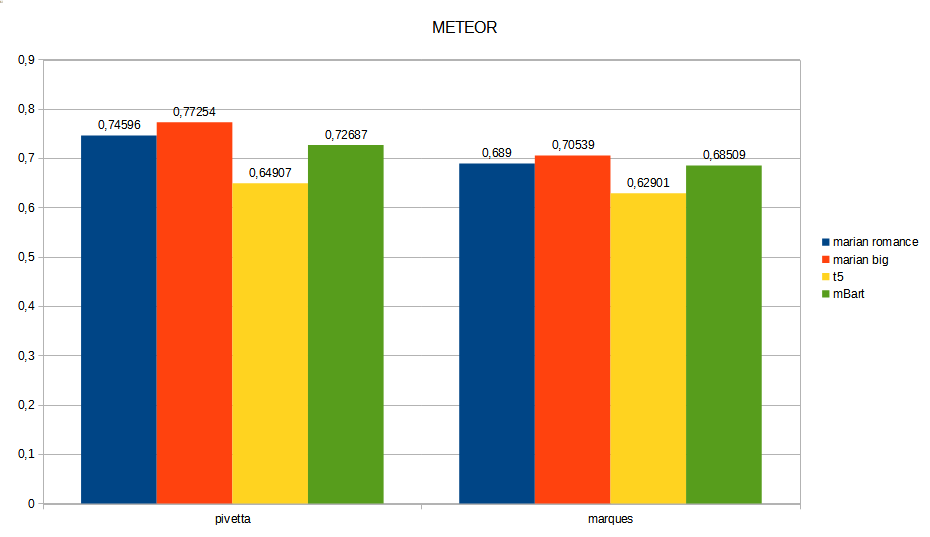 METEOR
0,9
0,8
0,7
0,6
0,5
0,4
0,3
0,2
0,1
0
0,74596
0,77254
0,64907
0,72687
0,689
0,70539
0,62901
0,68509
pivetta
marques
marian romance
marian big
t5
mBart